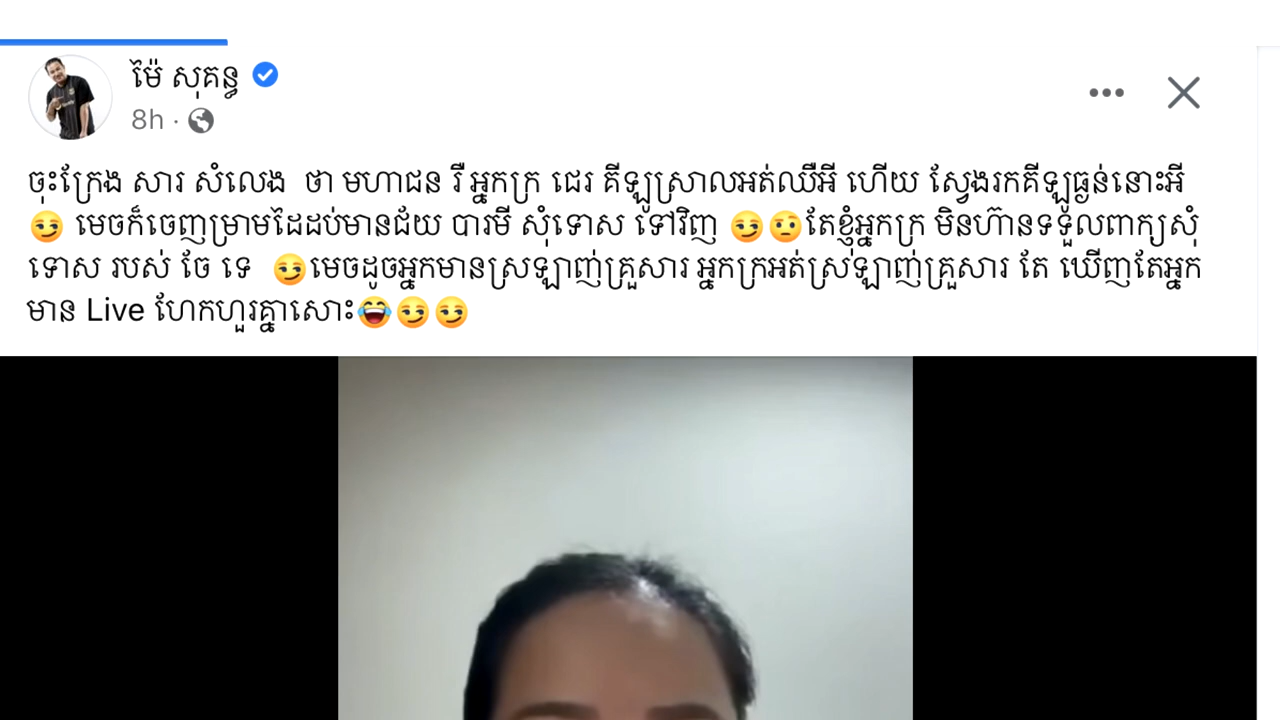 ម៉ៃ សុគន្ធ
8h ·
ចុះក្រែង សារ សំលេង ថា មហាជន រឺ អ្នកក្រ ជេរ គីឡូស្រាលអត់ឈឺអី ហើយ ស្វែងរកគីឡូធ្ងន់នោះអី
😏 មេចក៏ចេញម្រាមដៃដប់មានជ័យ បារមី សុំទោស ទៅវិញ 😏🤨តែខ្ញុំអ្នកក្រ មិនហ៊ានទទួលពាក្យសុំ
ទោស របស់ ចែ ទេ 😏មេចដូចអ្នកមានស្រឡាញ់គ្រួសារ អ្នកក្រអត់ស្រឡាញ់គ្រួសារ តែ ឃើញតែអ្នក
មាន Live ហែកហួរគ្នាសោះ😂😏😏